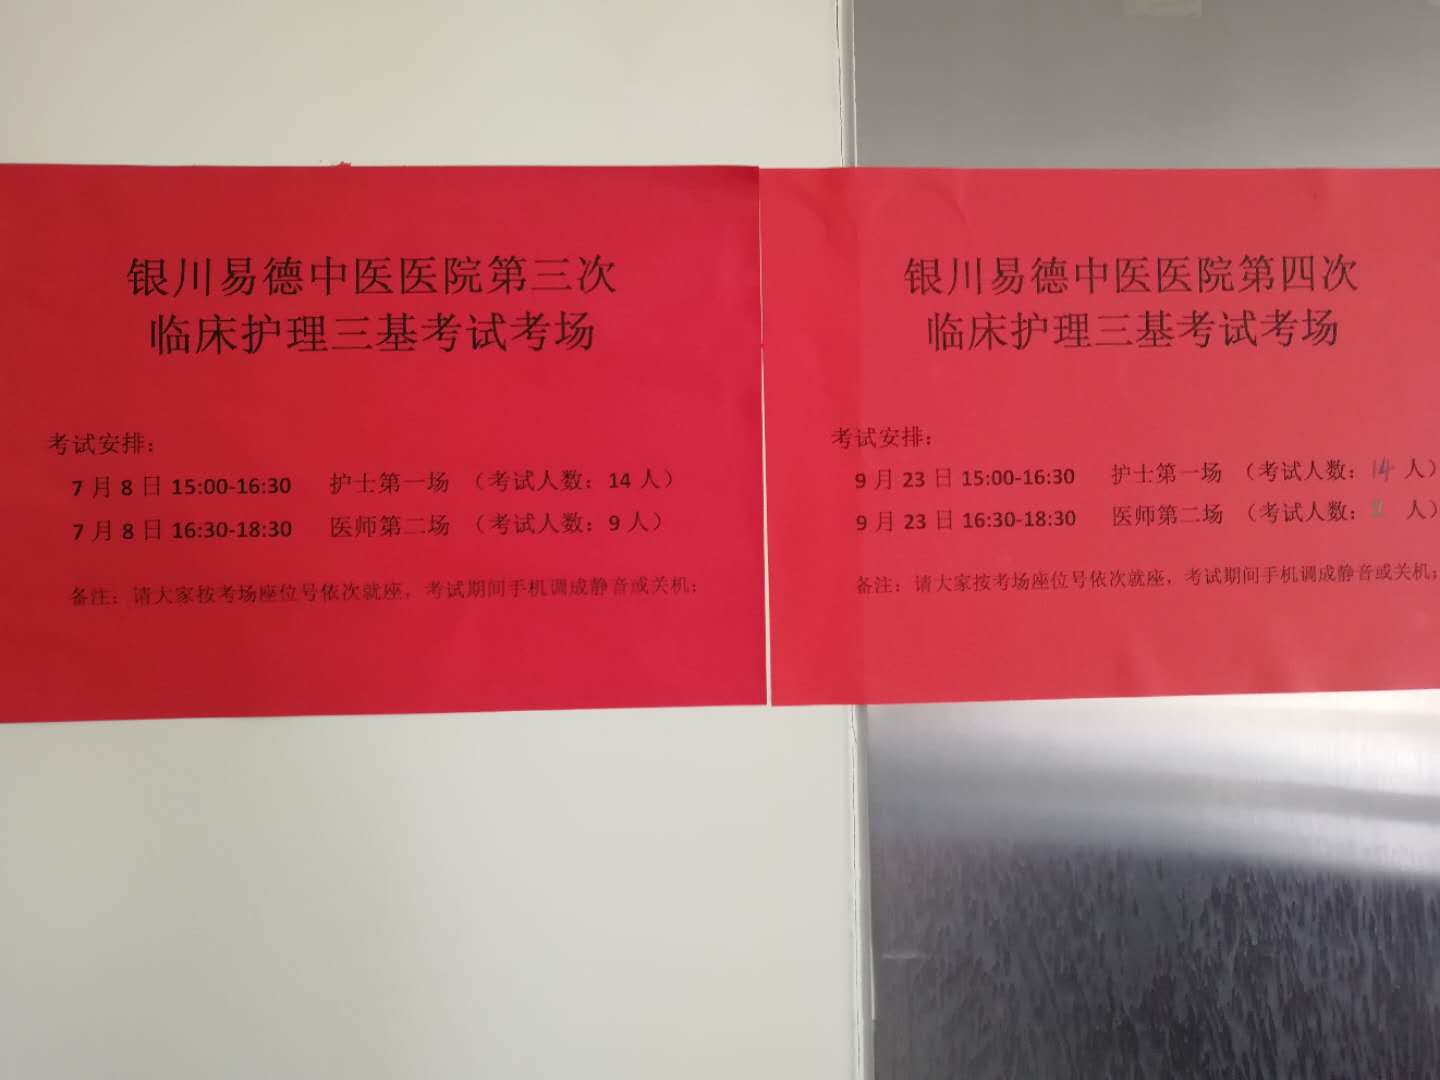 银川易德中医医院第三次
临床护理三基考试考场
考试安排：
7 月 8 日 15:00-16:30 护士第一场 （考试人数：14 人）
7 月 8 日 16:30-18:30 医师第二场 （考试人数：9 人）
备注：请大家按考场座位号依次就座，考试期间手机调成静音或关机；
银川易德中医医院第四次
临床护理三基考试考场
考试安排：
9 月 23 日 15:00-16:30 护士第一场 （考试人数：14 人）
9 月 23 日 16:30-18:30 医师第二场 （考试人数： 人）
备注：请大家按考场座位号依次就座，考试期间手机调成静音或关机；